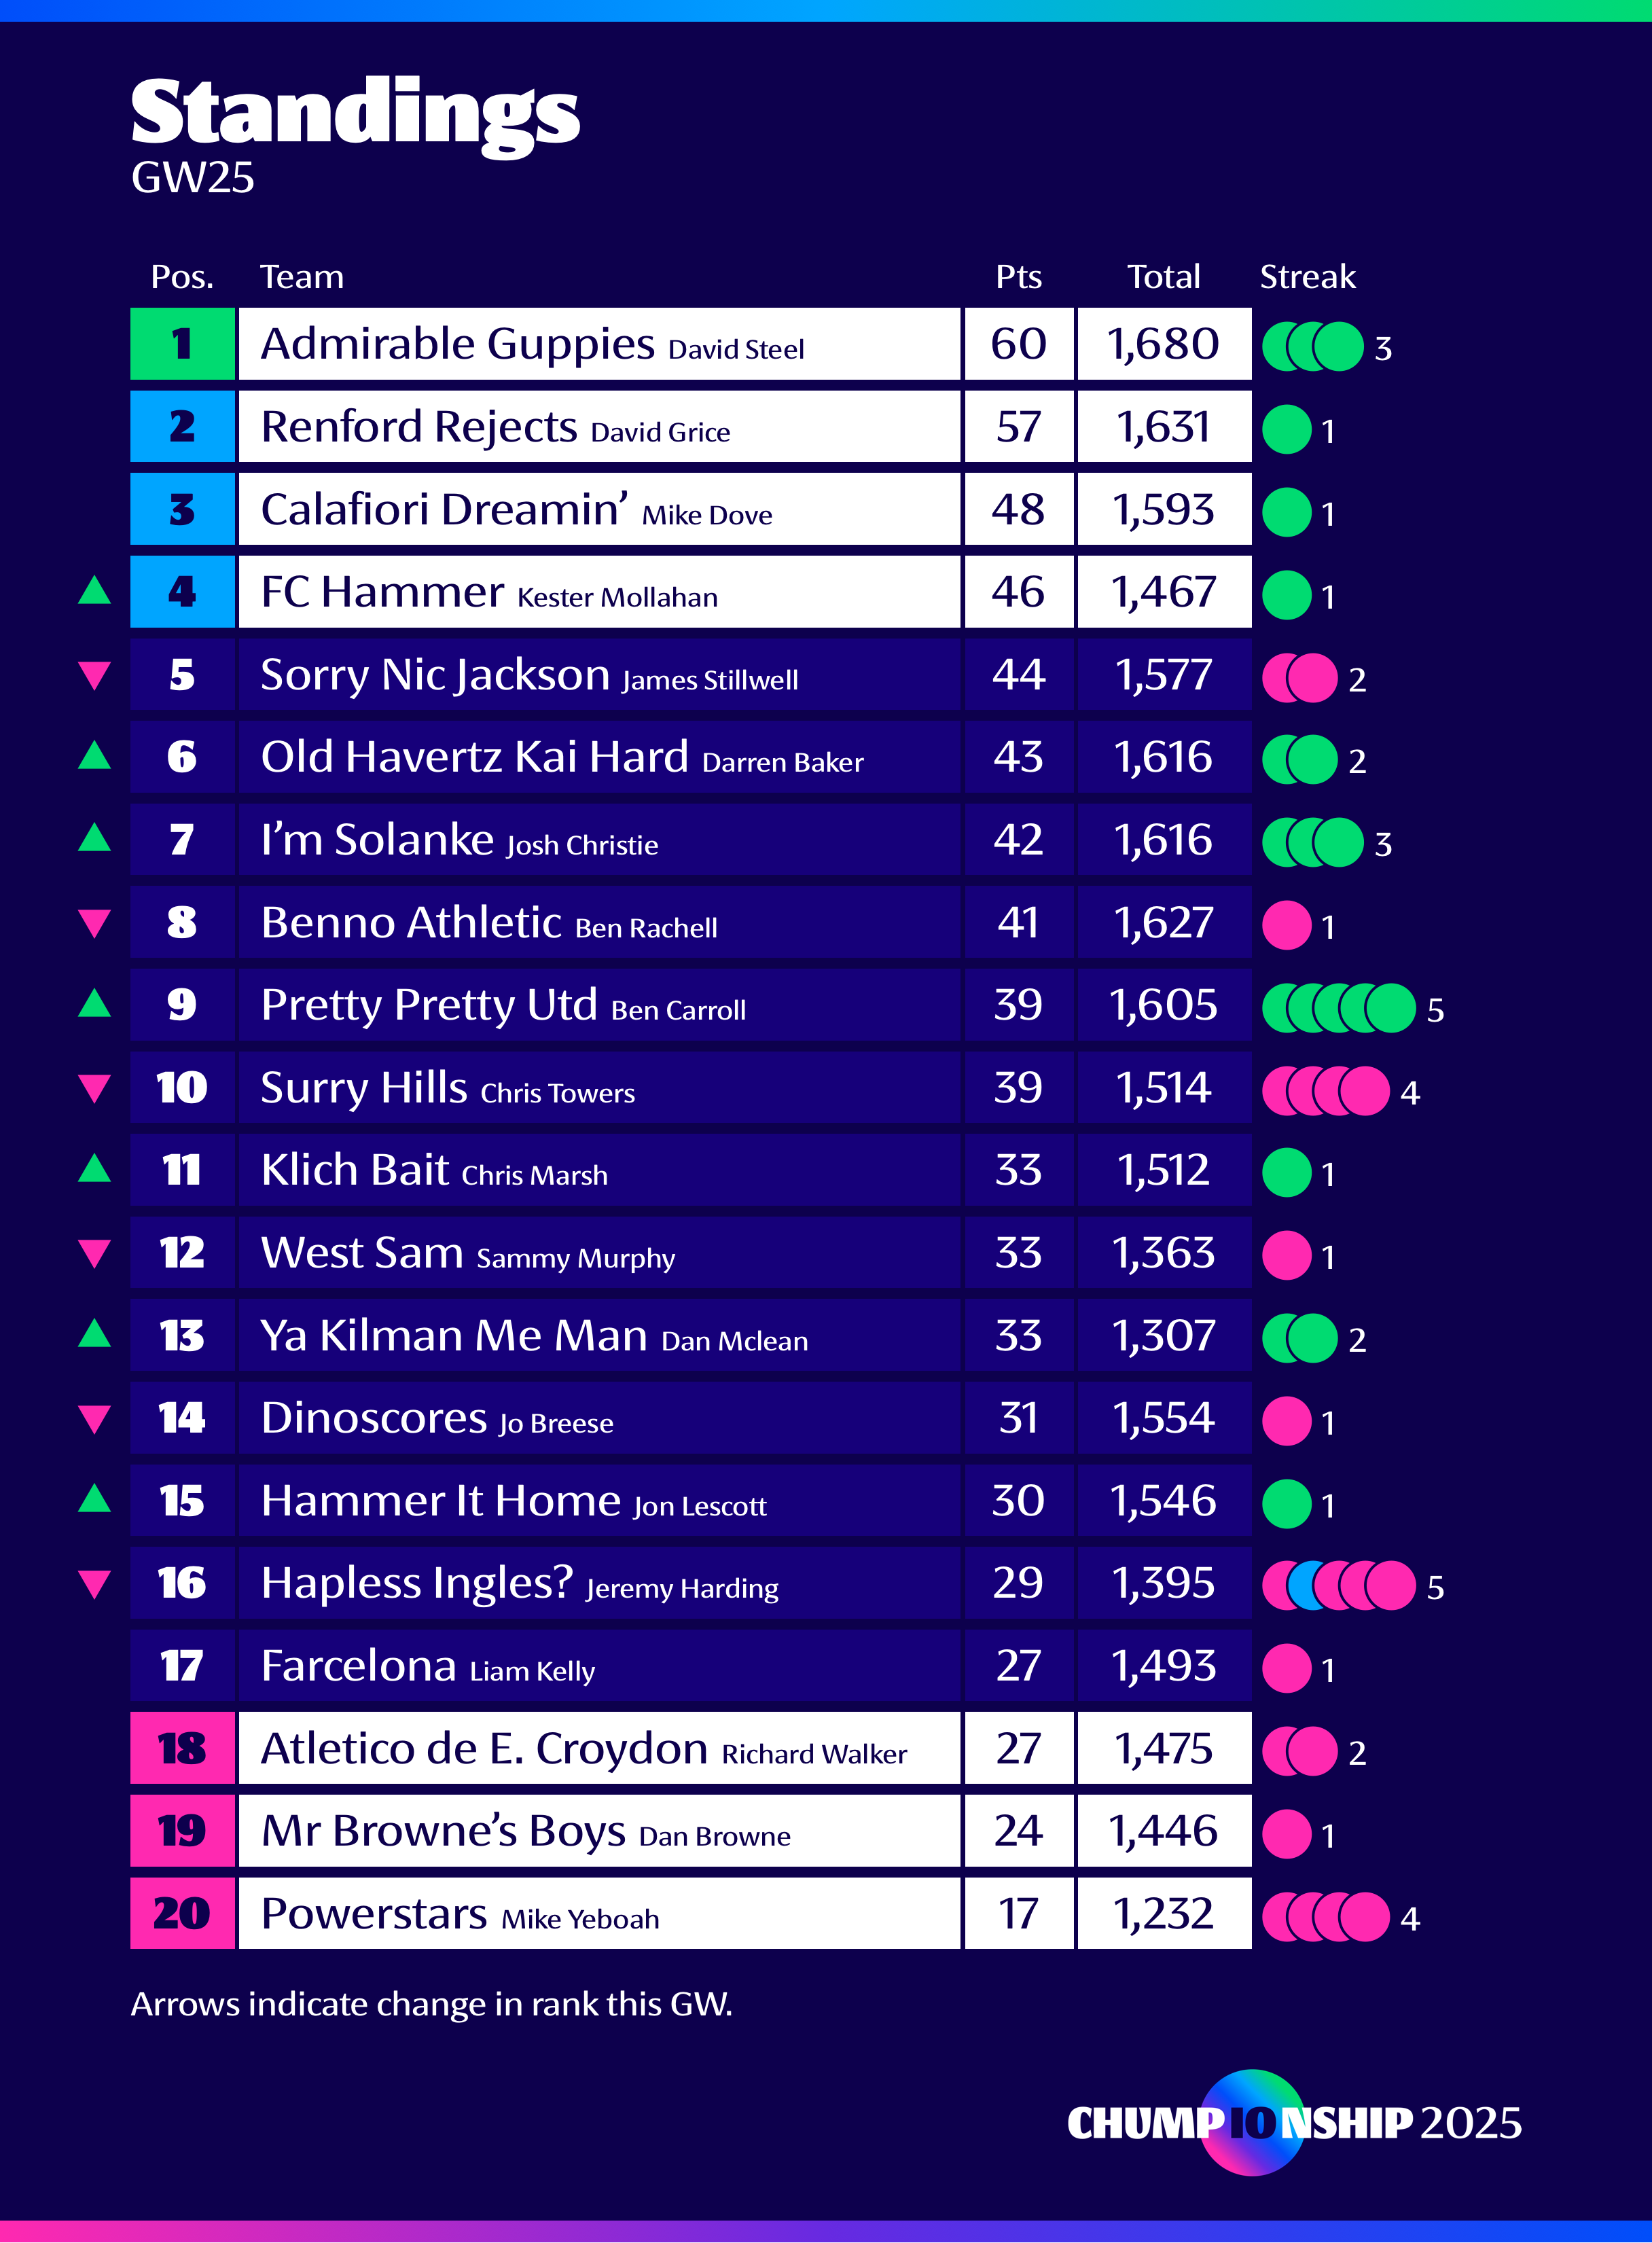 Standings
GW25
Pos. Team Pts Total Streak
1 Admirable Guppies David Steel 60 1,680 3
2 Renford Rejects David Grice 57 1,631 1
3 Calafiori Dreamin’ Mike Dove 48 1,593 1
4 FC Hammer Kester Mollahan 46 1,467 1
5 Sorry Nic Jackson James Stillwell 44 1,577 2
6 Old Havertz Kai Hard Darren Baker 43 1,616 2
7 I’m Solanke Josh Christie 42 1,616 3
8 Benno Athletic Ben Rachell 41 1,627 1
9 Pretty Pretty Utd Ben Carroll 39 1,605 5
10 Surry Hills Chris Towers 39 1,514 4
11 Klich Bait Chris Marsh 33 1,512 1
12 West Sam Sammy Murphy 33 1,363 1
13 Ya Kilman Me Man Dan Mclean 33 1,307 2
14 Dinoscores Jo Breese 31 1,554 1
15 Hammer It Home Jon Lescott 30 1,546 1
16 Hapless Ingles? Jeremy Harding 29 1,395 5
17 Farcelona Liam Kelly 27 1,493 1
18 Atletico de E. Croydon Richard Walker 27 1,475 2
19 Mr Browne’s Boys Dan Browne 24 1,446 1
20 Powerstars Mike Yeboah 17 1,232 4
Arrows indicate change in rank this GW.
CHUMPIONSHIP 2025